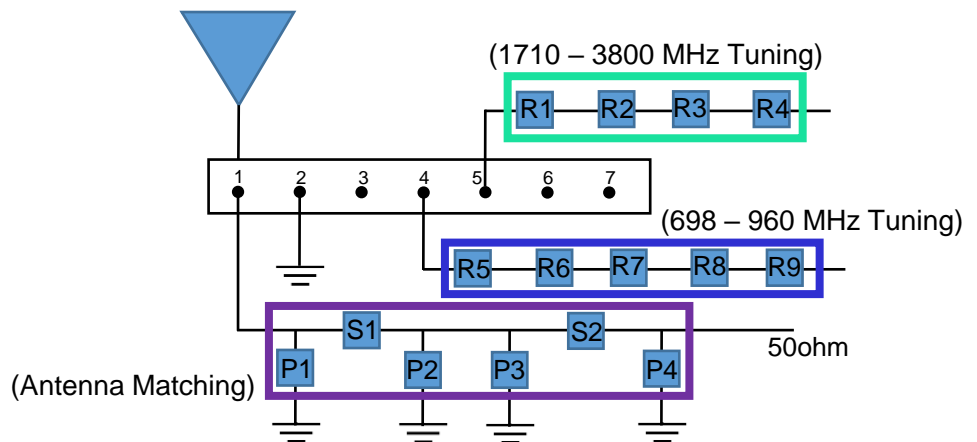 (1710 – 3800 MHz Tuning)
R1 R2 R3 R4
1 2 3 4 5 6 7
(698 – 960 MHz Tuning)
R5 R6 R7 R8 R9
S1 S2
50ohm
P1 P2 P3 P4
(Antenna Matching)